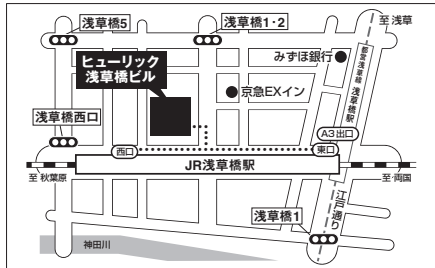 浅草橋5
浅草橋1・2
至 浅草
ヒューリック
浅草橋ビル
みずほ銀行
都営浅草線 浅草橋駅
京急EXイン
浅草橋西口
A3出口
西口
東口
JR浅草橋駅
至 秋葉原
至 両国
江戸通り
浅草橋1
神田川